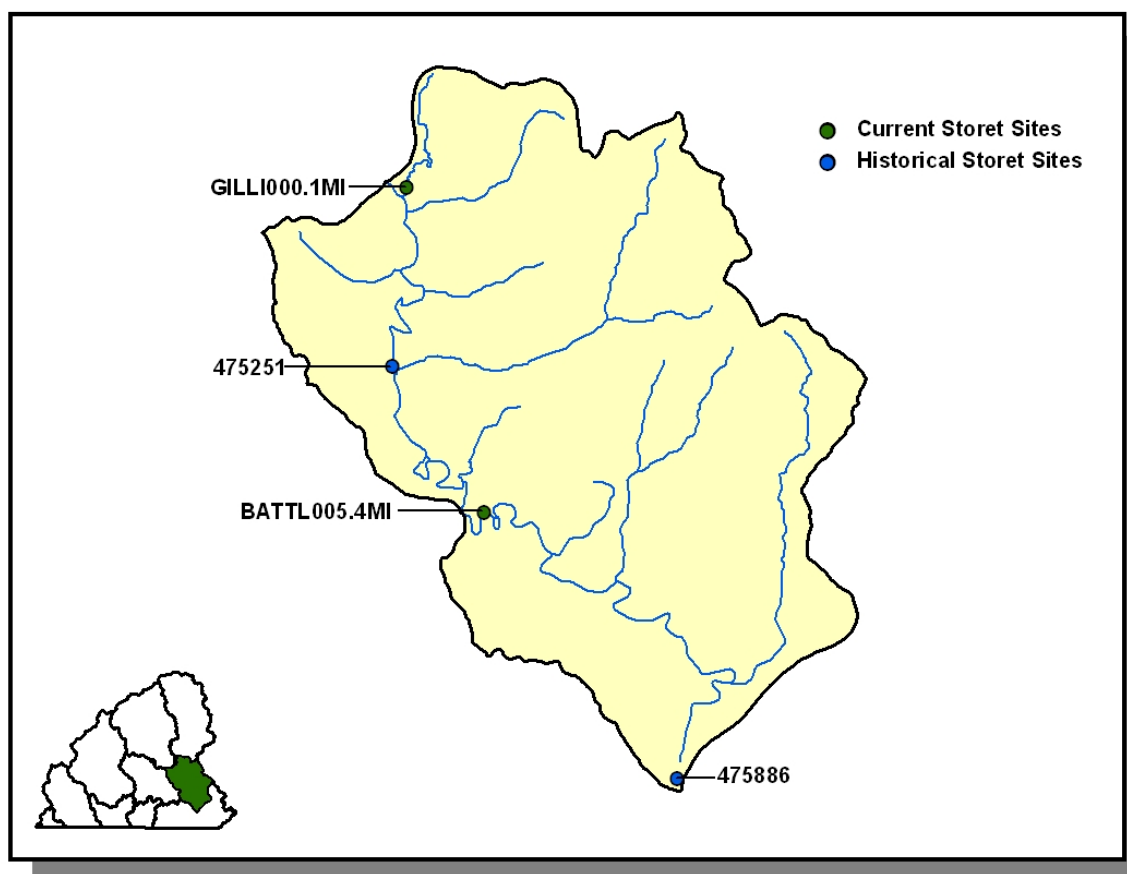 Current Storet Sites
Historical Storet Sites
GILLI000.1MI
475251
BATTL005.4MI
475886